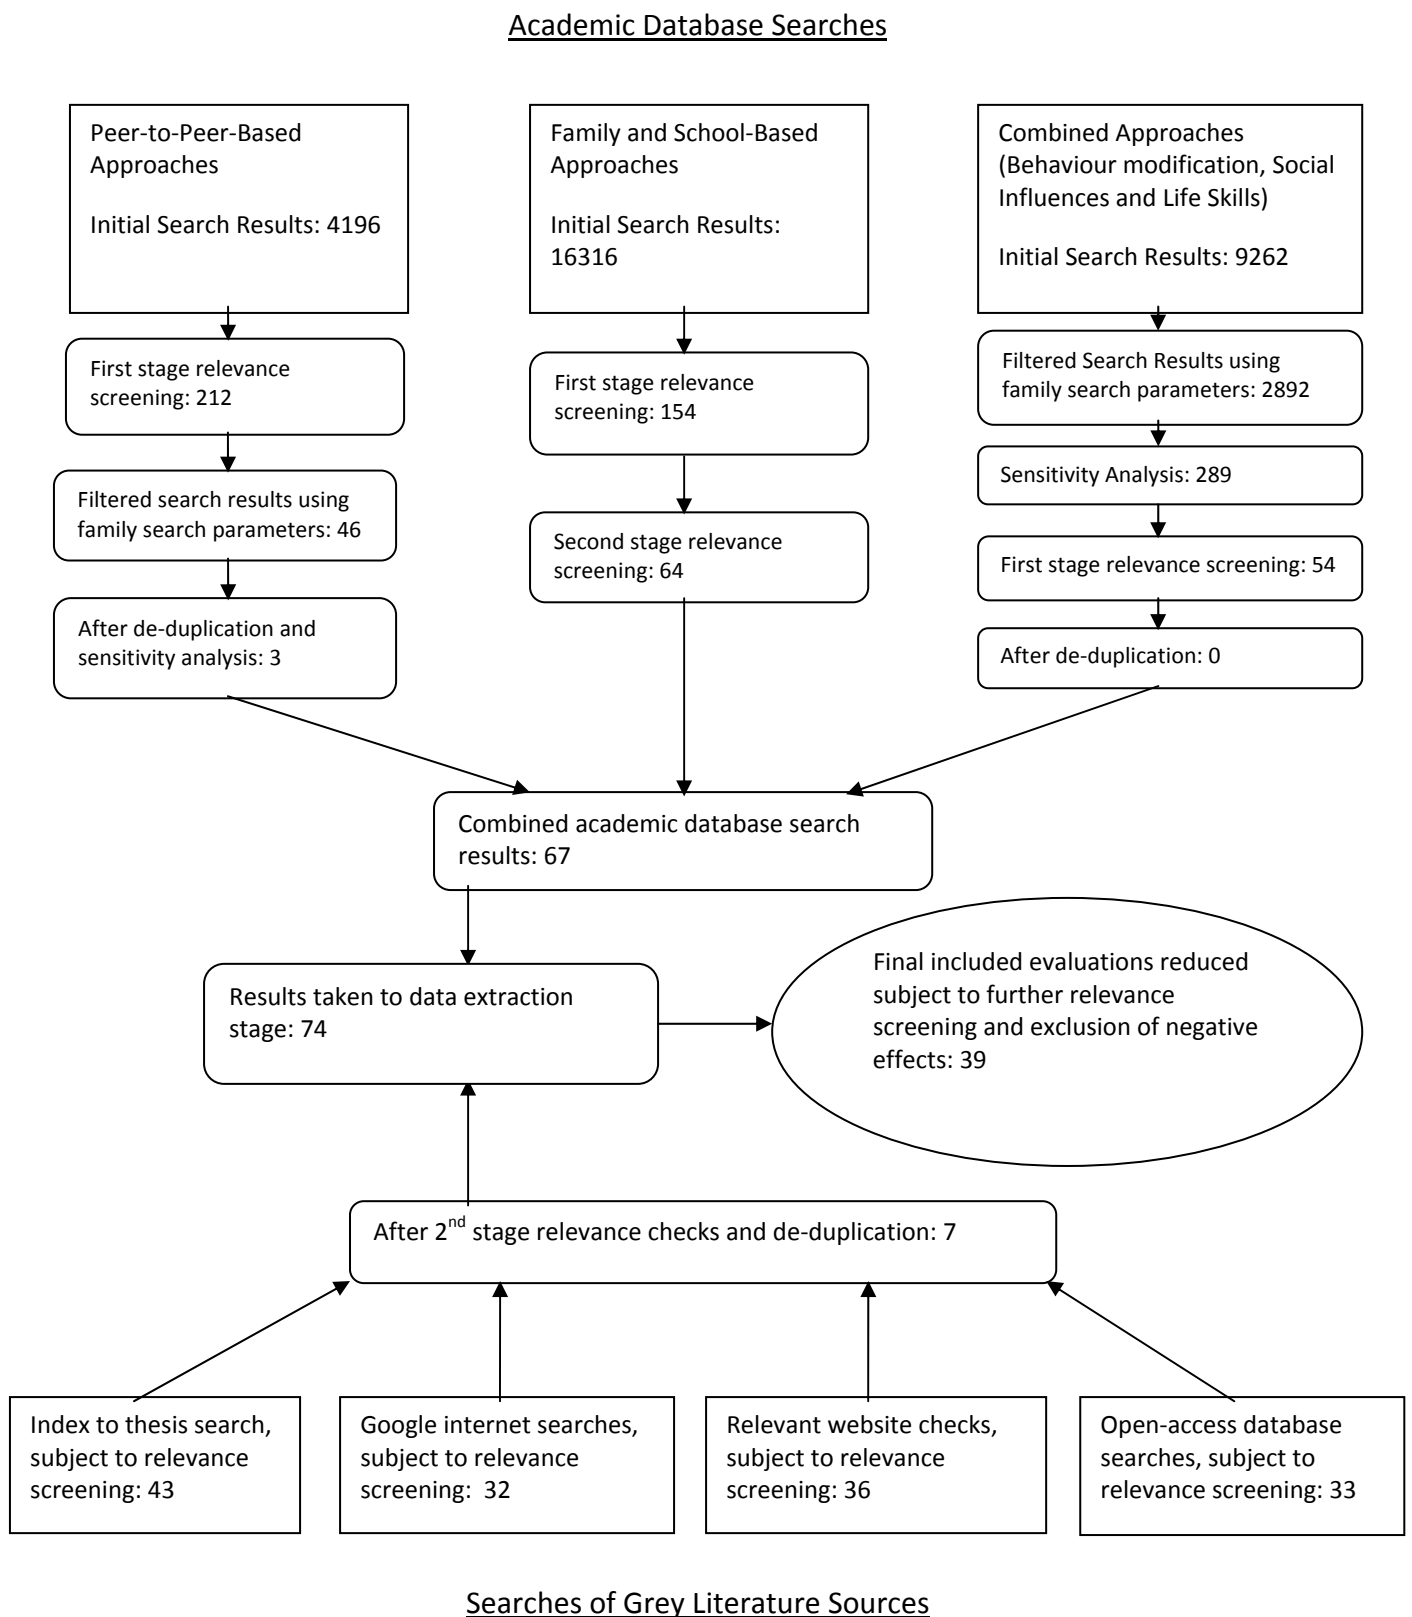 Academic Database Searches
Peer-to-Peer-Based
Approaches
Initial Search Results: 4196
Family and School-Based
Approaches
Initial Search Results:
16316
Combined Approaches
(Behaviour modification, Social
Influences and Life Skills)
Initial Search Results: 9262
First stage relevance
screening: 212
First stage relevance
screening: 154
Filtered Search Results using
family search parameters: 2892
Sensitivity Analysis: 289
Filtered search results using
family search parameters: 46
Second stage relevance
screening: 64
First stage relevance screening: 54
After de-duplication and
sensitivity analysis: 3
After de-duplication: 0
Combined academic database search
results: 67
Results taken to data extraction
stage: 74
Final included evaluations reduced
subject to further relevance
screening and exclusion of negative
effects: 39
After 2nd stage relevance checks and de-duplication: 7
Index to thesis search,
subject to relevance
screening: 43
Google internet searches,
subject to relevance
screening:  32
Relevant website checks,
subject to relevance
screening: 36
Open-access database
searches, subject to
relevance screening: 33
Searches of Grey Literature Sources